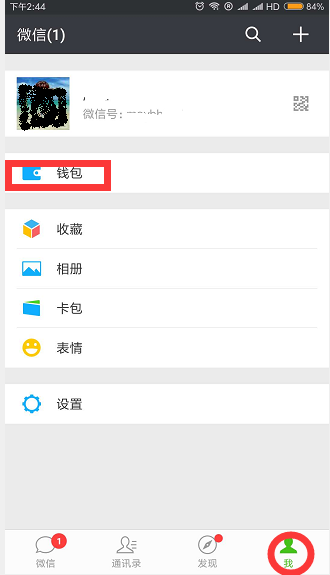 下午2:44 HD 84%
微信(1)
微信号:
钱包
收藏
相册
卡包
表情
设置
1
微信 通讯录 发现 我